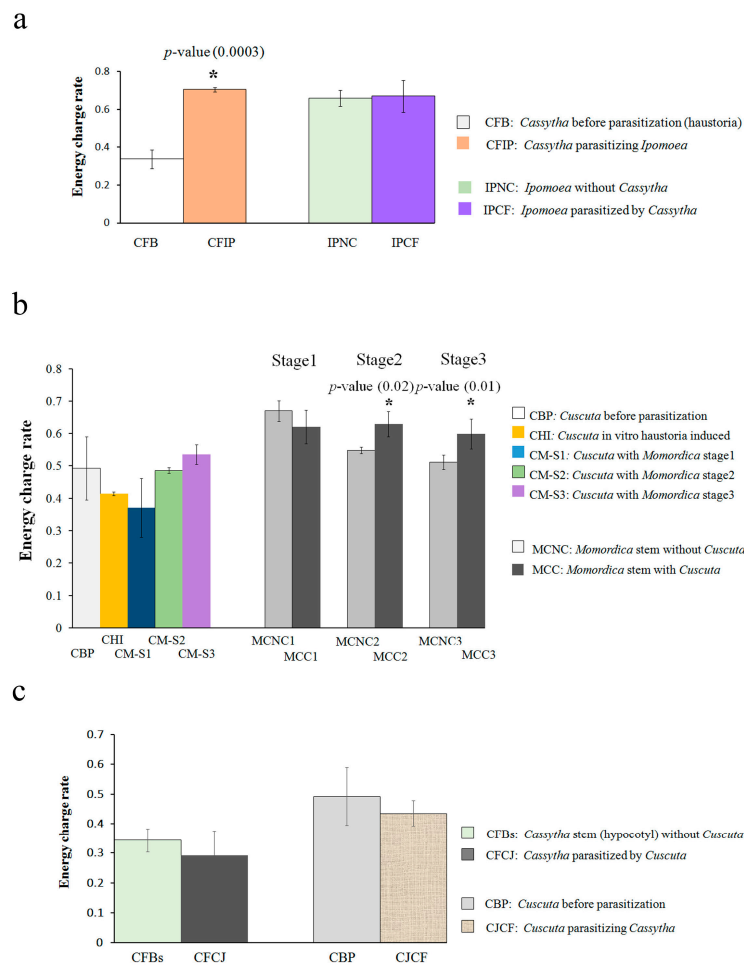 a
p-value (0.0003)
*
Energy charge rate
0.8
0.6
0.4
0.2
0
CFB
CFIP
IPNC
IPCF
CFB: Cassytha before parasitization (haustoria)
CFIP: Cassytha parasitizing Ipomoea
IPNC: Ipomoea without Cassytha
IPCF: Ipomoea parasitized by Cassytha
b
Stage1
Stage2
Stage3
p-value (0.02)
p-value (0.01)
*
*
Energy charge rate
0.8
0.7
0.6
0.5
0.4
0.3
0.2
0.1
0
CBP
CHI
CM-S1
CM-S2
CM-S3
MCNC1
MCC1
MCNC2
MCC2
MCNC3
MCC3
CBP: Cuscuta before parasitization
CHI: Cuscuta in vitro haustoria induced
CM-S1: Cuscuta with Momordica stage1
CM-S2: Cuscuta with Momordica stage2
CM-S3: Cuscuta with Momordica stage3
MCNC: Momordica stem without Cuscuta
MCC: Momordica stem with Cuscuta
c
Energy charge rate
0.7
0.6
0.5
0.4
0.3
0.2
0.1
0
CFBs
CFCJ
CBP
CJCF
CFBs: Cassytha stem (hypocotyl) without Cuscuta
CFCJ: Cassytha parasitized by Cuscuta
CBP: Cuscuta before parasitization
CJCF: Cuscuta parasitizing Cassytha